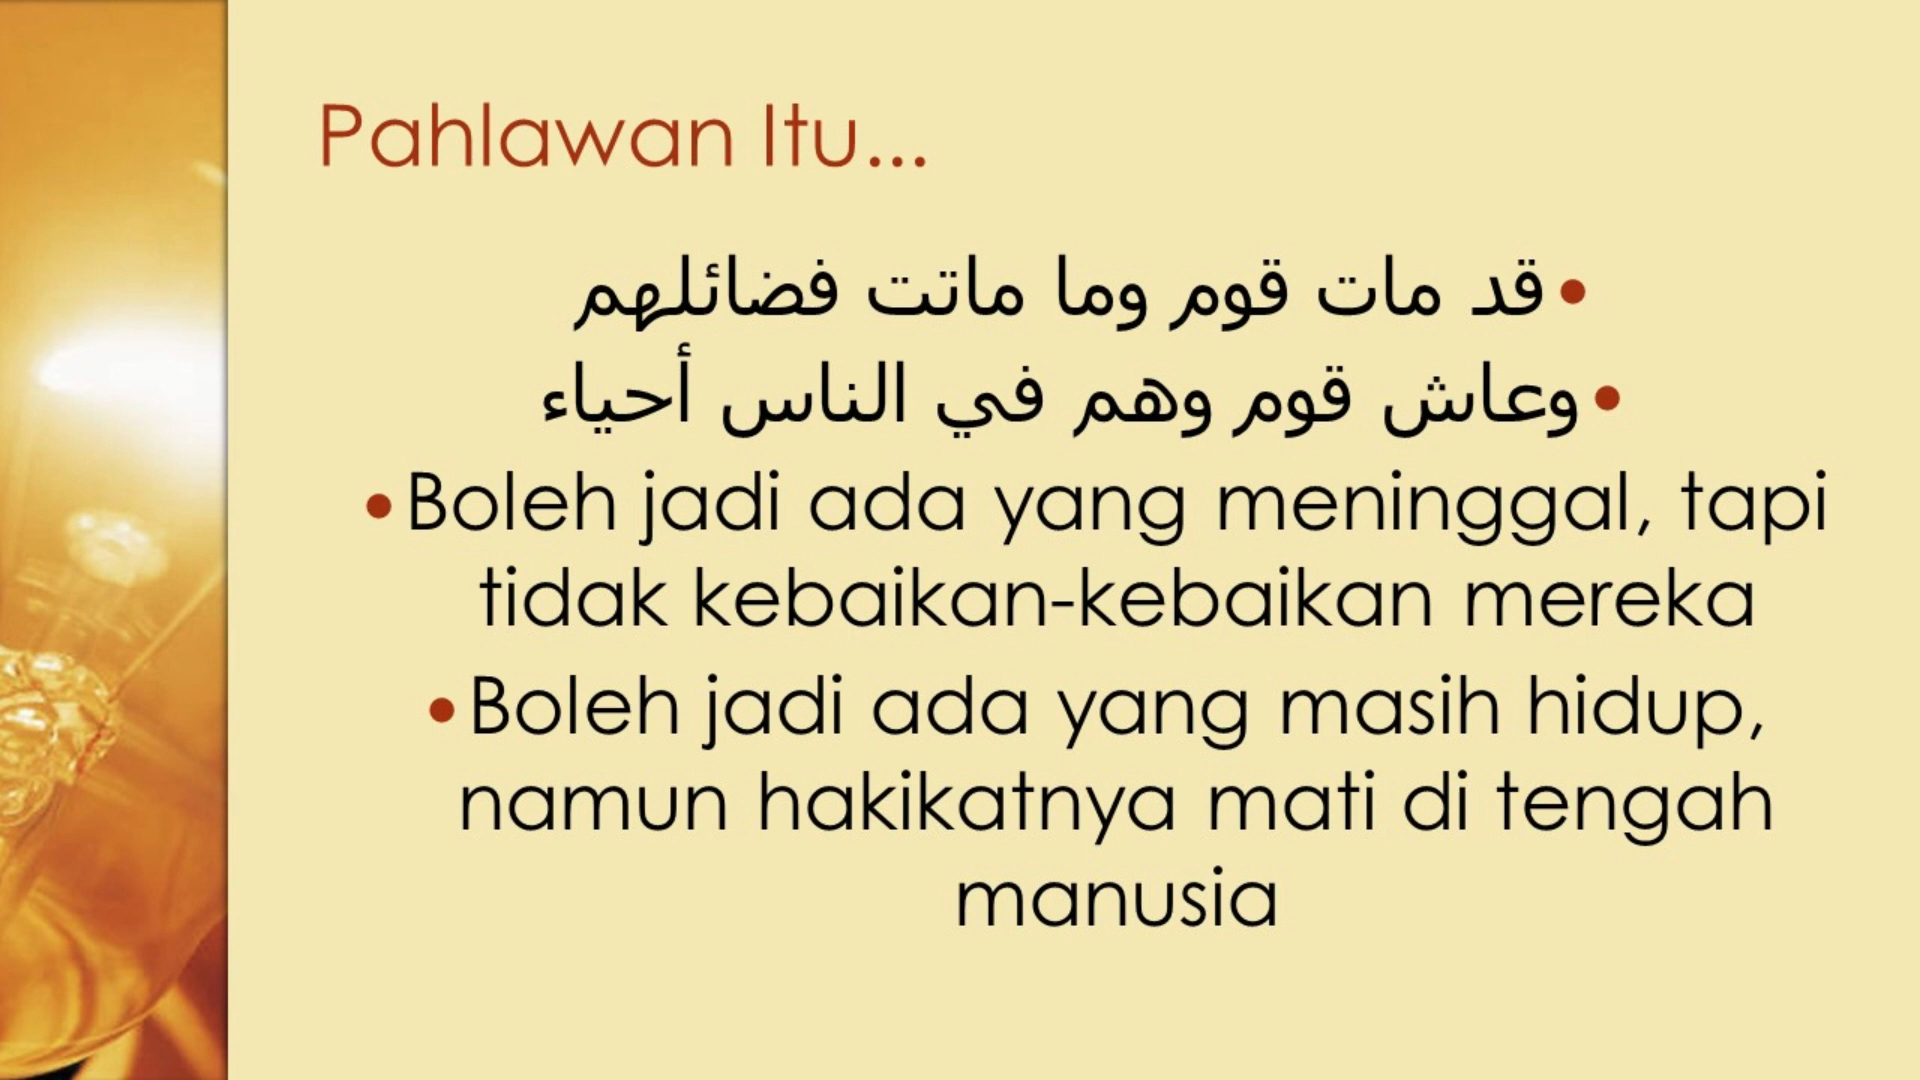 Pahlawan Itu...
•قد مات قوم وما ماتت فضائلهم
•وعاش قوم وهم في الناس أحياء
•Boleh jadi ada yang meninggal, tapi
tidak kebaikan-kebaikan mereka
•Boleh jadi ada yang masih hidup,
namun hakikatnya mati di tengah
manusia